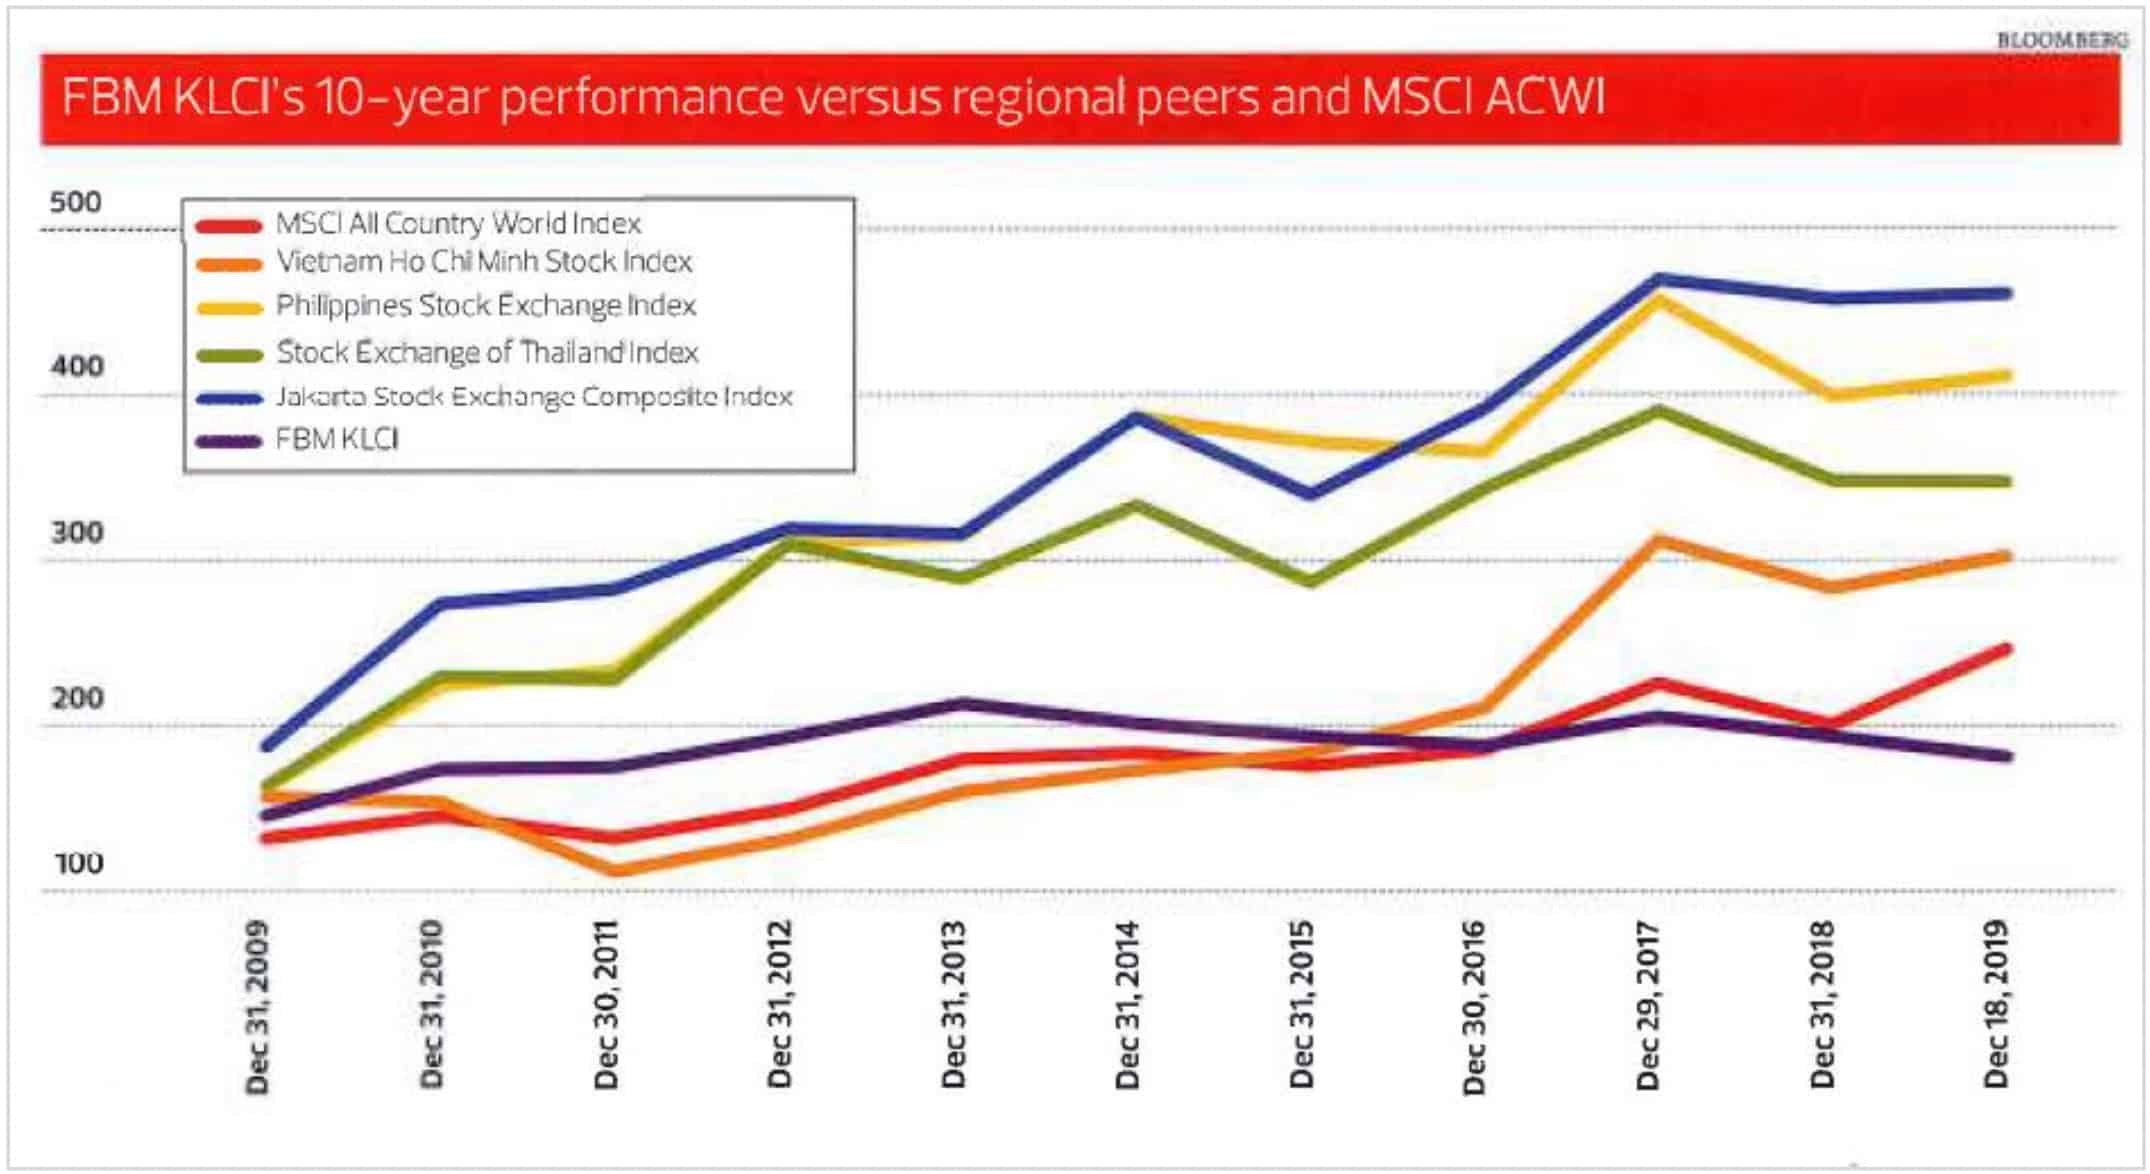 BLOOMBERG
FBM KLCI's 10-year performance versus regional peers and MSCI ACWI
500
MSCI All Country World Index
Vietnam Ho Chi Minh Stock Index
Philippines Stock Exchange Index
Stock Exchange of Thailand Index
Jakarta Stock Exchange Composite Index
FBM KLCI
400
300
200
100
Dec 31, 2009
Dec 31, 2010
Dec 30, 2011
Dec 31, 2012
Dec 31, 2013
Dec 31, 2014
Dec 31, 2015
Dec 30, 2016
Dec 29, 2017
Dec 31, 2018
Dec 18, 2019